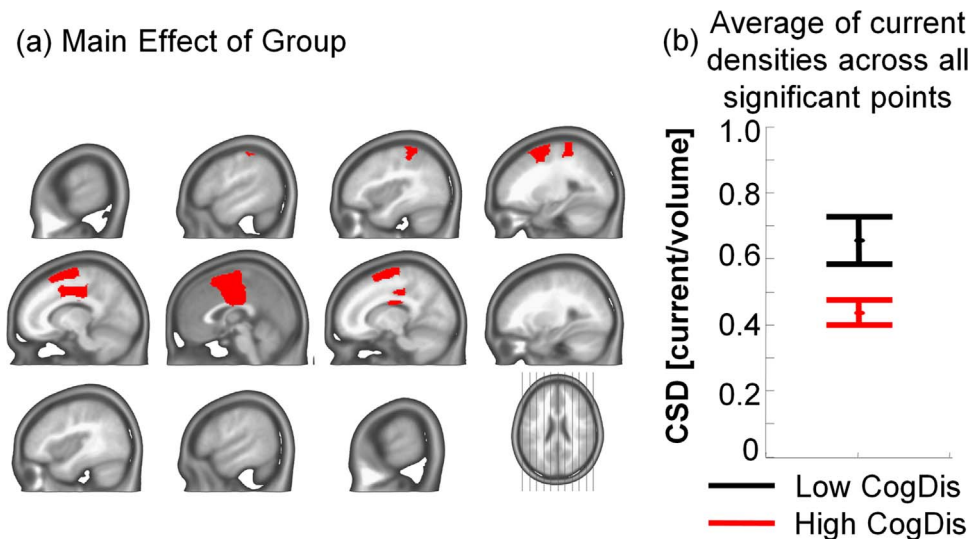 (a) Main Effect of Group
(b) Average of current
densities across all
significant points
CSD [current/volume]
1.0
0.8
0.6
0.4
0.2
0
Low CogDis
High CogDis